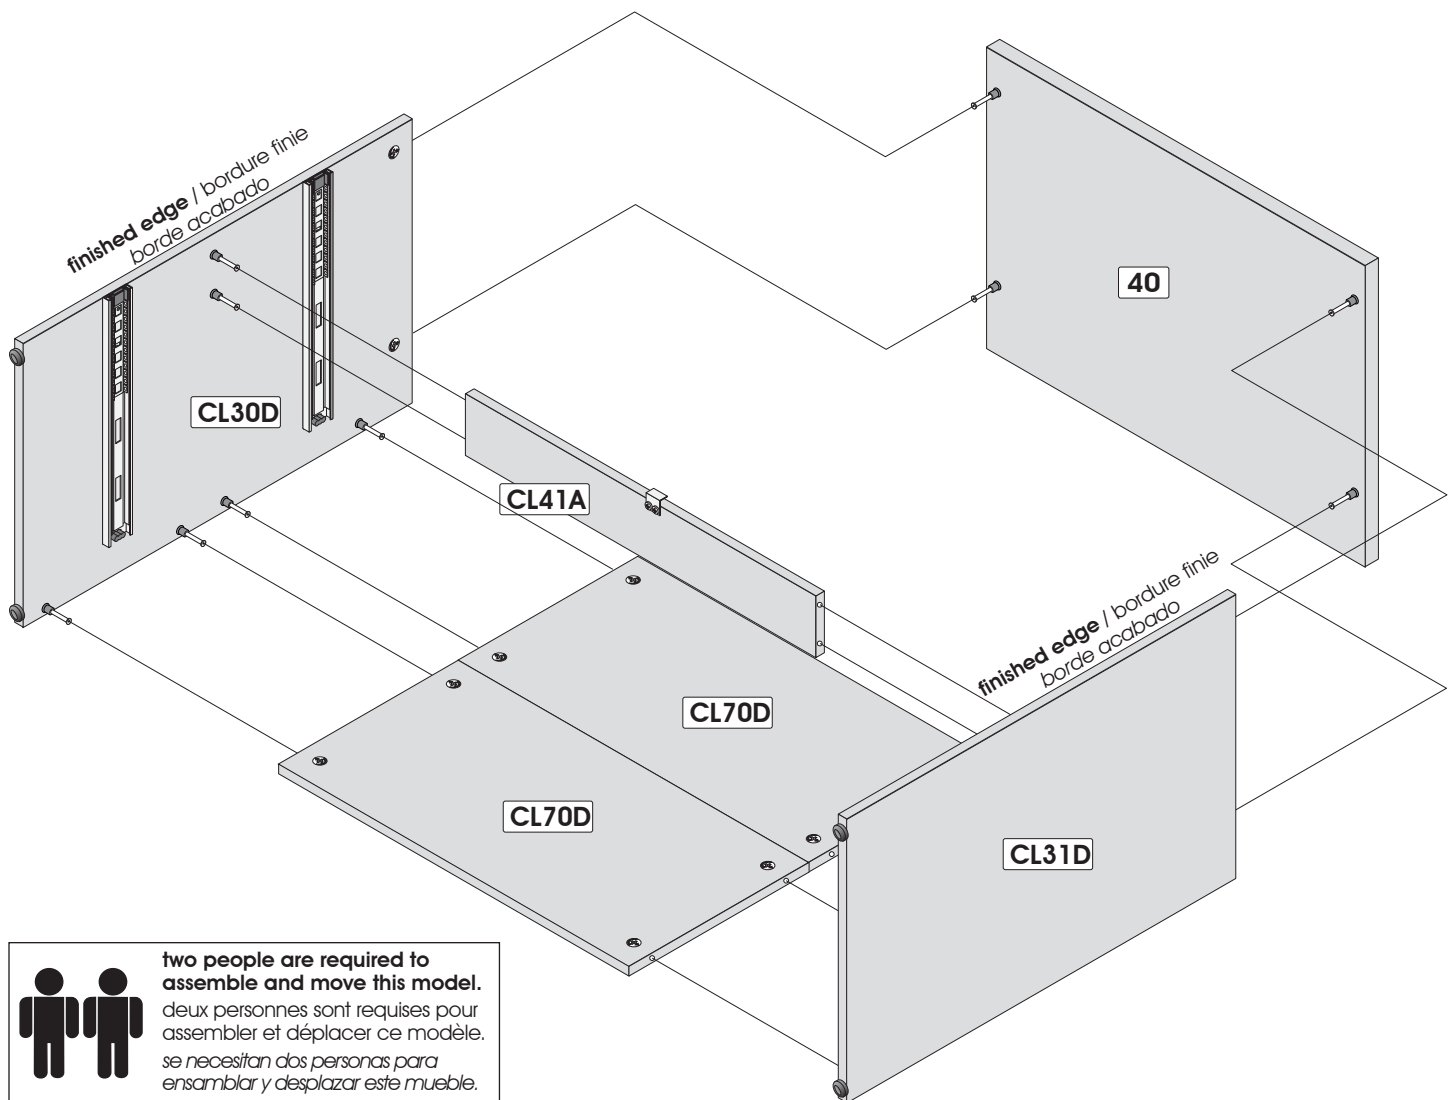 finished edge / bordure finie
borde acabado
40
CL30D
CL41A
finished edge / bordure finie
borde acabado
CL70D
CL70D
CL31D
two people are required to
assemble and move this model.
deux personnes sont requises pour
assembler et déplacer ce modèle.
se necesitan dos personas para
ensamblar y desplazar este mueble.